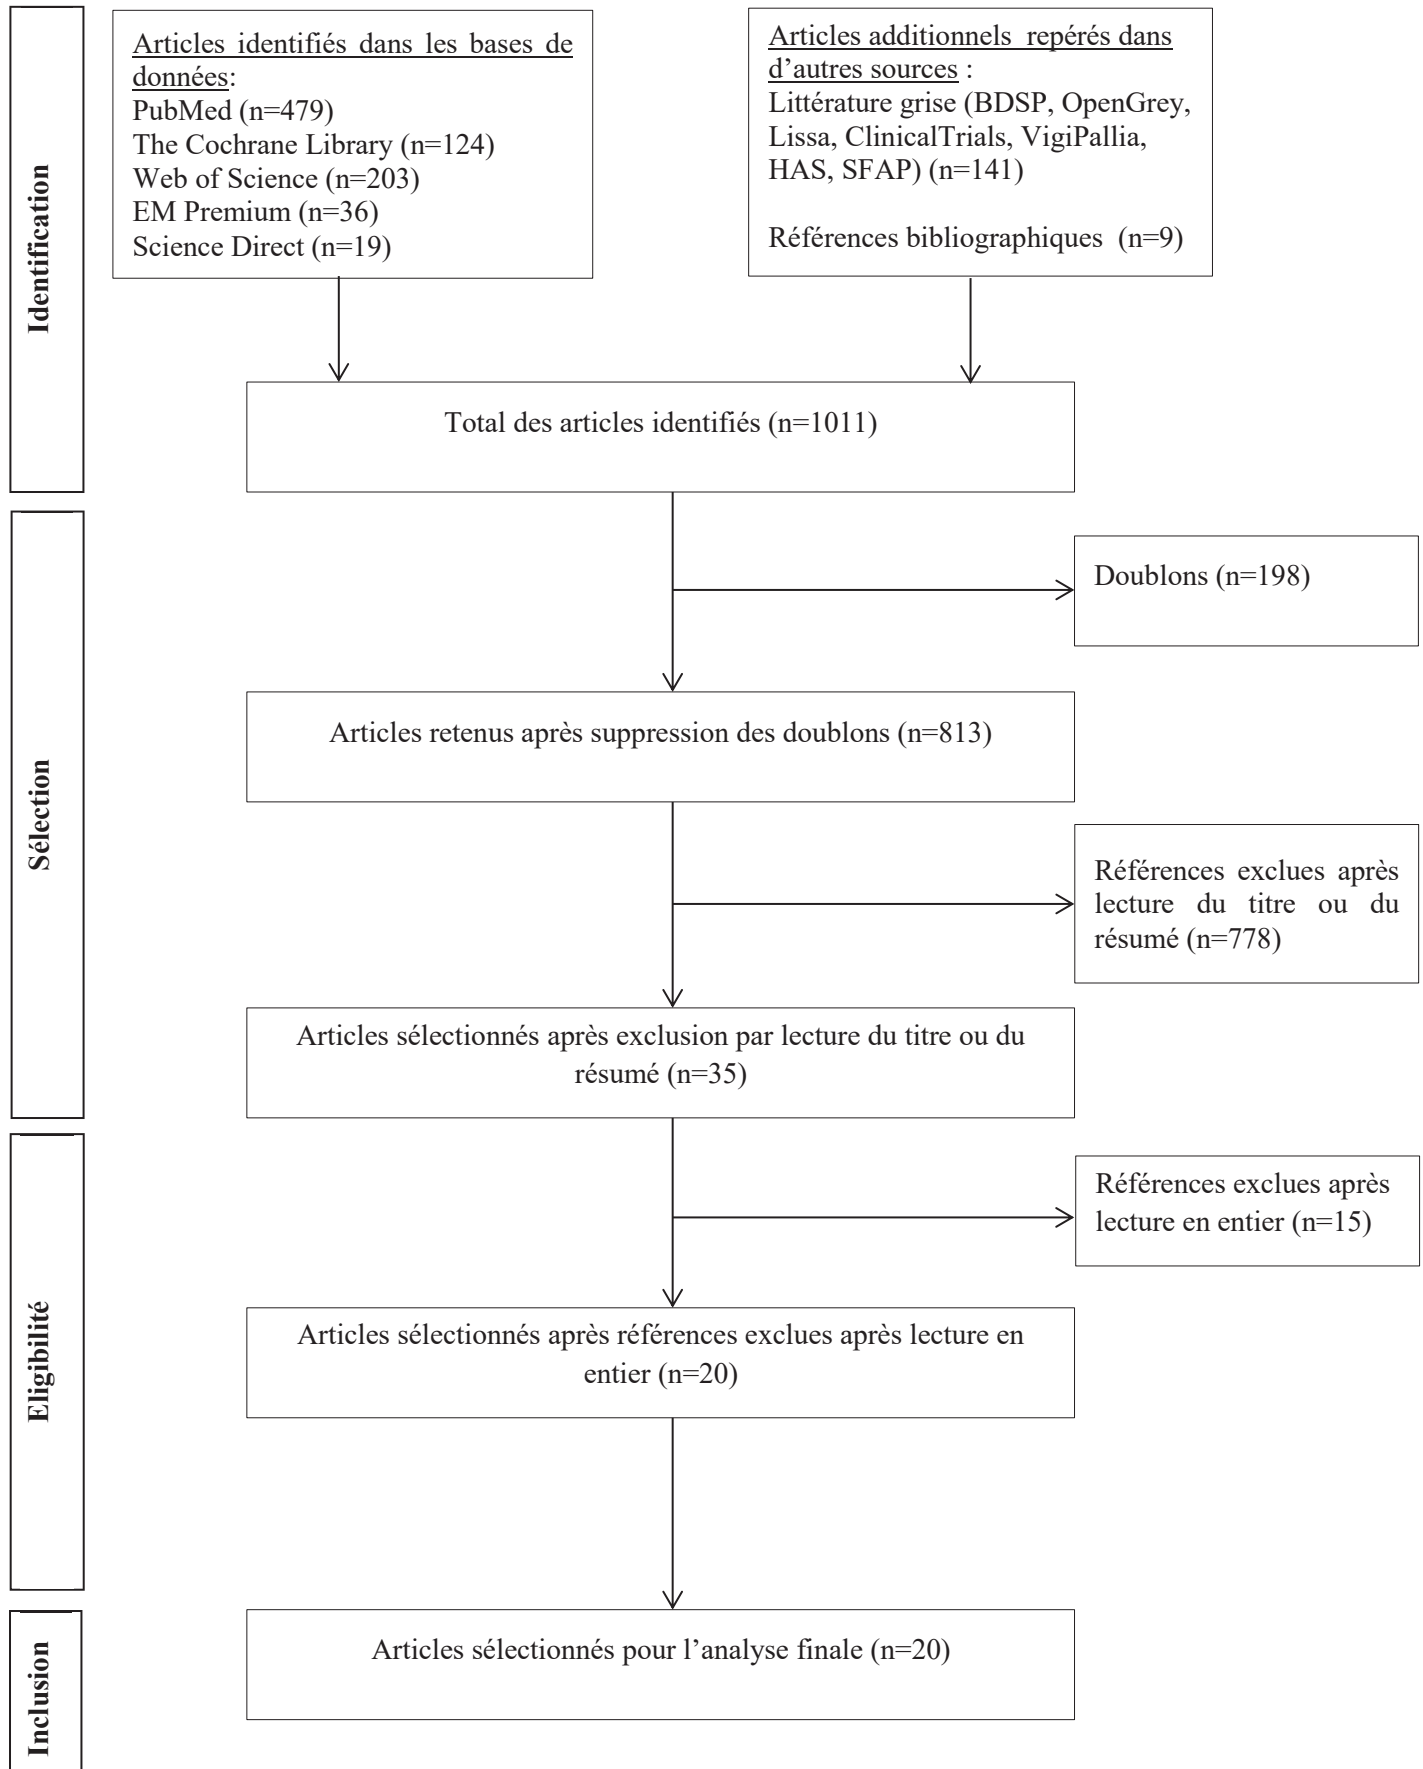 Identification
Articles identifiés dans les bases de
données:
PubMed (n=479)
The Cochrane Library (n=124)
Web of Science (n=203)
EM Premium (n=36)
Science Direct (n=19)
Articles additionnels repérés dans
d’autres sources :
Littérature grise (BDSP, OpenGrey,
Lissa, ClinicalTrials, VigiPallia,
HAS, SFAP) (n=141)
Références bibliographiques (n=9)
Total des articles identifiés (n=1011)
Sélection
Doublons (n=198)
Articles retenus après suppression des doublons (n=813)
Références exclues après
lecture du titre ou du
résumé (n=778)
Articles sélectionnés après exclusion par lecture du titre ou du
résumé (n=35)
Eligibilité
Références exclues après
lecture en entier (n=15)
Articles sélectionnés après références exclues après lecture en
entier (n=20)
Inclusion
Articles sélectionnés pour l’analyse finale (n=20)